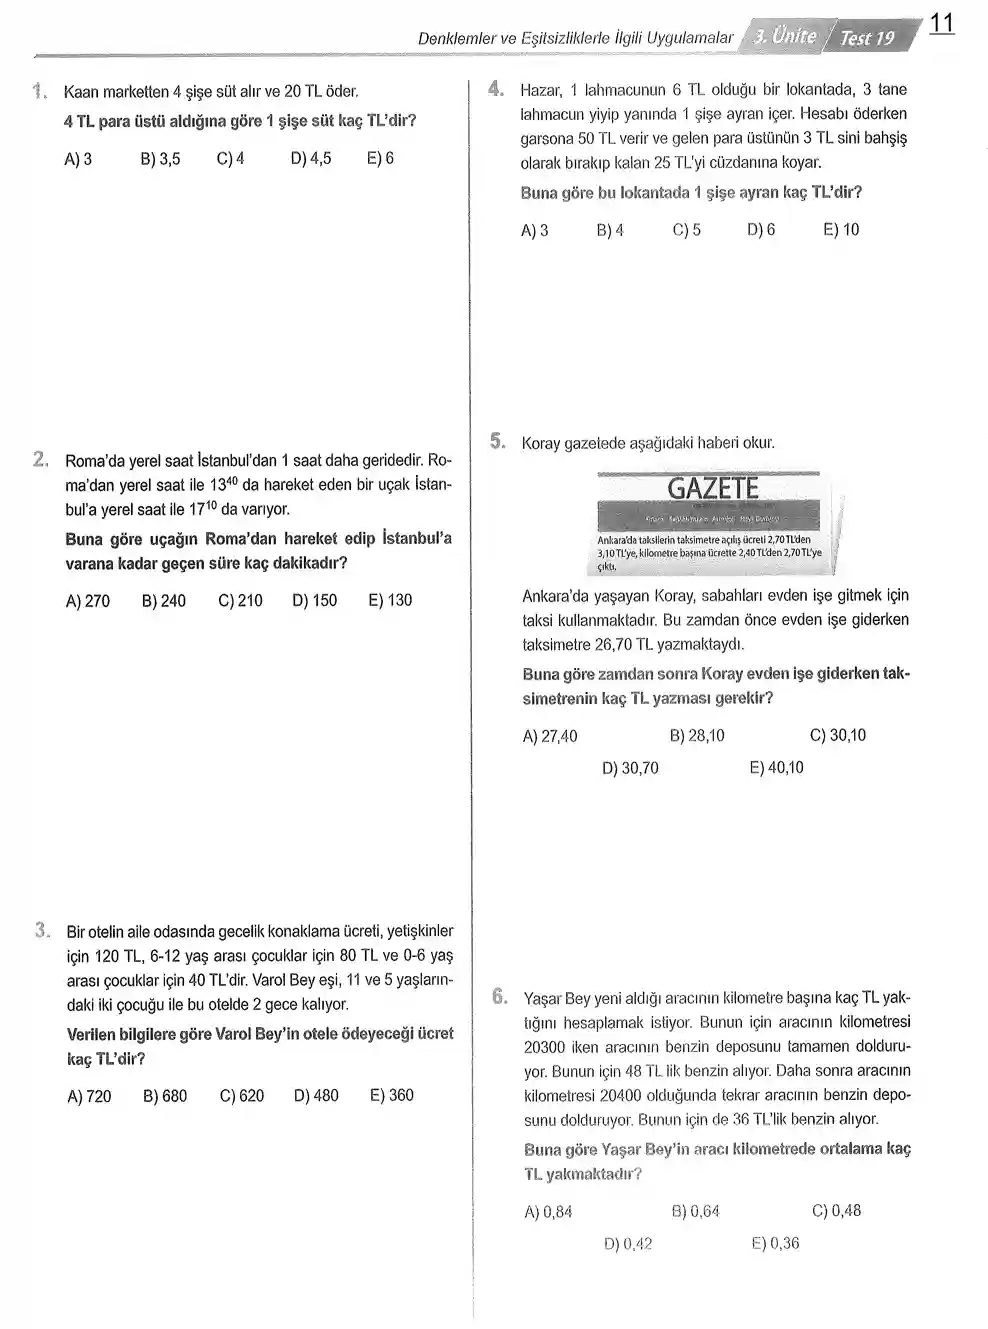 Denklemler ve Eşitsizliklerle İlgili Uygulamalar 3. Ünite Test 19 11
1. Kaan marketten 4 şişe süt alır ve 20 TL öder.
4 TL para üstü aldığına göre 1 şişe süt kaç TL'dir?
A) 3 B) 3,5 C) 4 D) 4,5 E) 6
2. Roma'da yerel saat İstanbul'dan 1 saat daha geridedir. Ro-
ma'dan yerel saat ile 13⁴⁰ da hareket eden bir uçak İstan-
bul'a yerel saat ile 17¹⁰ da varıyor.
Buna göre uçağın Roma'dan hareket edip İstanbul'a
varana kadar geçen süre kaç dakikadır?
A) 270 B) 240 C) 210 D) 150 E) 130
3. Bir otelin aile odasında gecelik konaklama ücreti, yetişkinler
için 120 TL, 6-12 yaş arası çocuklar için 80 TL ve 0-6 yaş
arası çocuklar için 40 TL'dir. Varol Bey eşi, 11 ve 5 yaşların-
daki iki çocuğu ile bu otelde 2 gece kalıyor.
Verilen bilgilere göre Varol Bey'in otele ödeyeceği ücret
kaç TL'dir?
A) 720 B) 680 C) 620 D) 480 E) 360
4. Hazar, 1 lahmacunun 6 TL olduğu bir lokantada, 3 tane
lahmacun yiyip yanında 1 şişe ayran içer. Hesabı öderken
garsona 50 TL verir ve gelen para üstünün 3 TL sini bahşiş
olarak bırakıp kalan 25 TL'yi cüzdanına koyar.
Buna göre bu lokantada 1 şişe ayran kaç TL'dir?
A) 3 B) 4 C) 5 D) 6 E) 10
5. Koray gazetede aşağıdaki haberi okur.
GAZETE
Ankara'da taksilerin taksimetre açılış ücreti 2,70 TL'den
3,10 TL'ye, kilometre başına ücrette 2,40 TL'den 2,70 TL'ye
çıktı.
Ankara'da yaşayan Koray, sabahları evden işe gitmek için
taksi kullanmaktadır. Bu zamdan önce evden işe giderken
taksimetre 26,70 TL yazmaktaydı.
Buna göre zamdan sonra Koray evden işe giderken tak-
simetrenin kaç TL yazması gerekir?
A) 27,40 B) 28,10 C) 30,10
D) 30,70 E) 40,10
6. Yaşar Bey yeni aldığı aracının kilometre başına kaç TL yak-
tığını hesaplamak istiyor. Bunun için aracının kilometresi
20300 iken aracının benzin deposunu tamamen dolduru-
yor. Bunun için 48 TL lik benzin alıyor. Daha sonra aracının
kilometresi 20400 olduğunda tekrar aracının benzin depo-
sunu dolduruyor. Bunun için de 36 TL'lik benzin alıyor.
Buna göre Yaşar Bey'in aracı kilometrede ortalama kaç
TL yakmaktadır?
A) 0,84 B) 0,64 C) 0,48
D) 0,42 E) 0,36